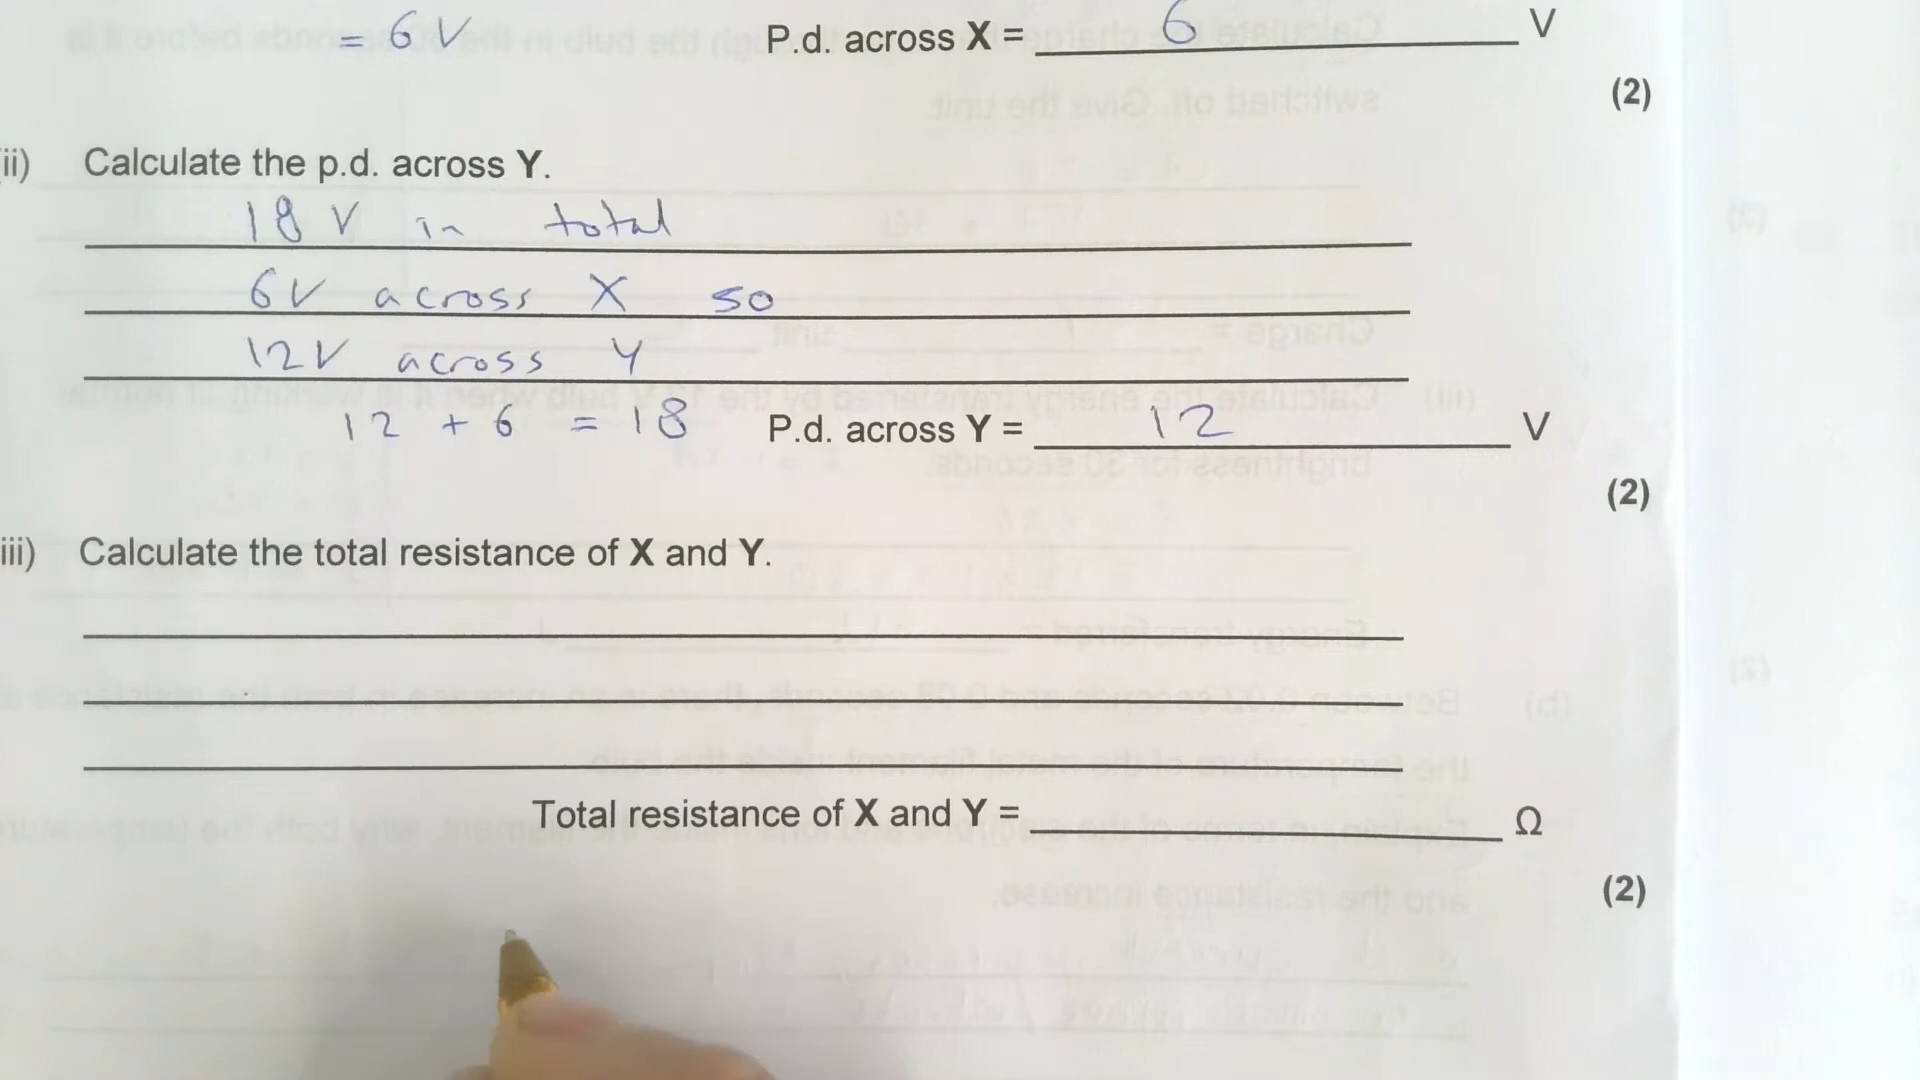 = 6V P.d. across X = 6 V
(2)
ii) Calculate the p.d. across Y.
18 V in total
6V across X so
12V across Y
12 + 6 = 18 P.d. across Y = 12 V
(2)
iii) Calculate the total resistance of X and Y.
Total resistance of X and Y = Ω
(2)